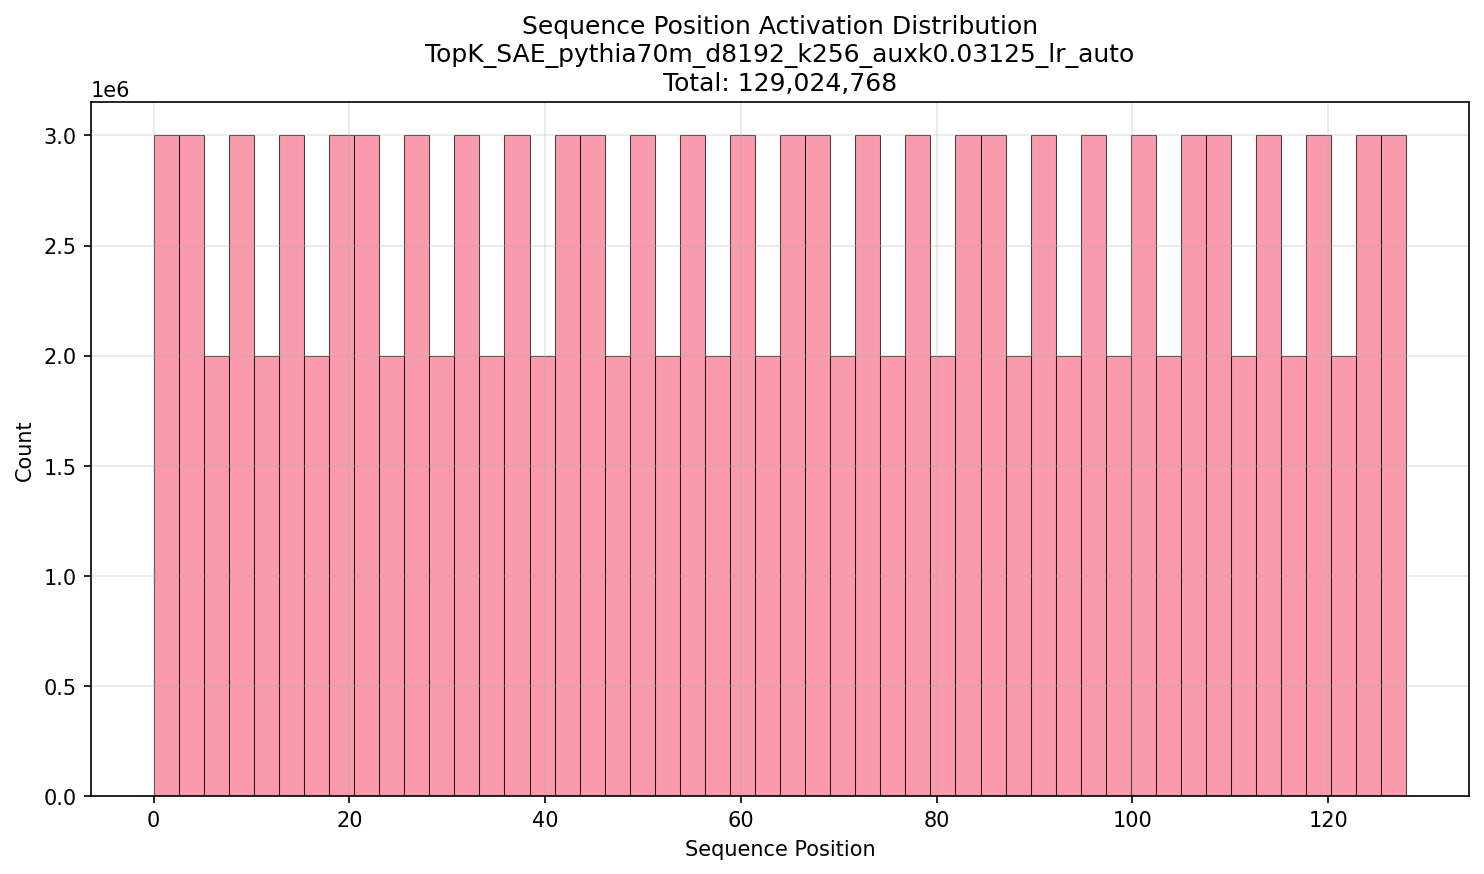 Sequence Position Activation Distribution
TopK_SAE_pythia70m_d8192_k256_auxk0.03125_lr_auto
Total: 129,024,768
1e6
3.0
2.5
2.0
1.5
1.0
0.5
0.0
Count
0 20 40 60 80 100 120
Sequence Position